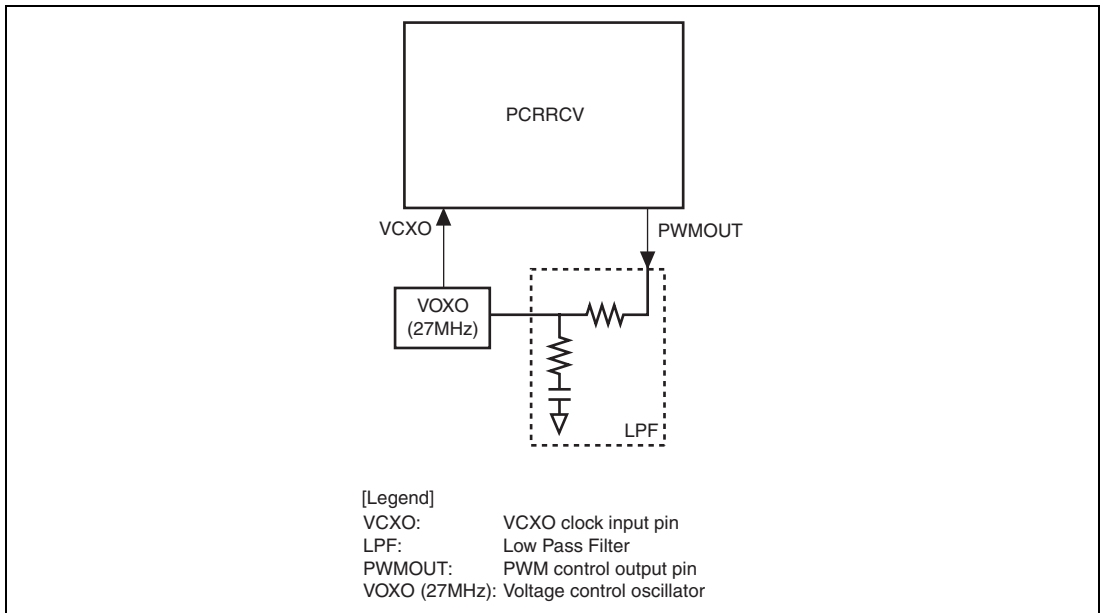 PCRRCV
VCXO
PWMOUT
VOXO
(27MHz)
LPF
[Legend]
VCXO: VCXO clock input pin
LPF: Low Pass Filter
PWMOUT: PWM control output pin
VOXO (27MHz): Voltage control oscillator